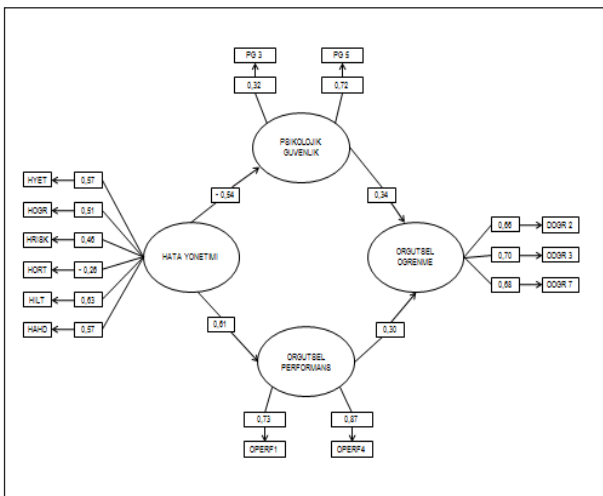 PG 3
PG 5
0,32
0,72
PSIKOLOJIK
GUVENLIK
HYET
0,57
- 0,54
0,34
HOGR
0,51
0,66
OOGR 2
HRISK
0,46
HATA YONETIMI
ORGUTSEL
OGRENME
0,70
OOGR 3
HORT
- 0,26
0,68
OOGR 7
HILT
0,63
HAHD
0,57
0,61
0,30
ORGUTSEL
PERFORMANS
0,73
0,87
OPERF1
OPERF4